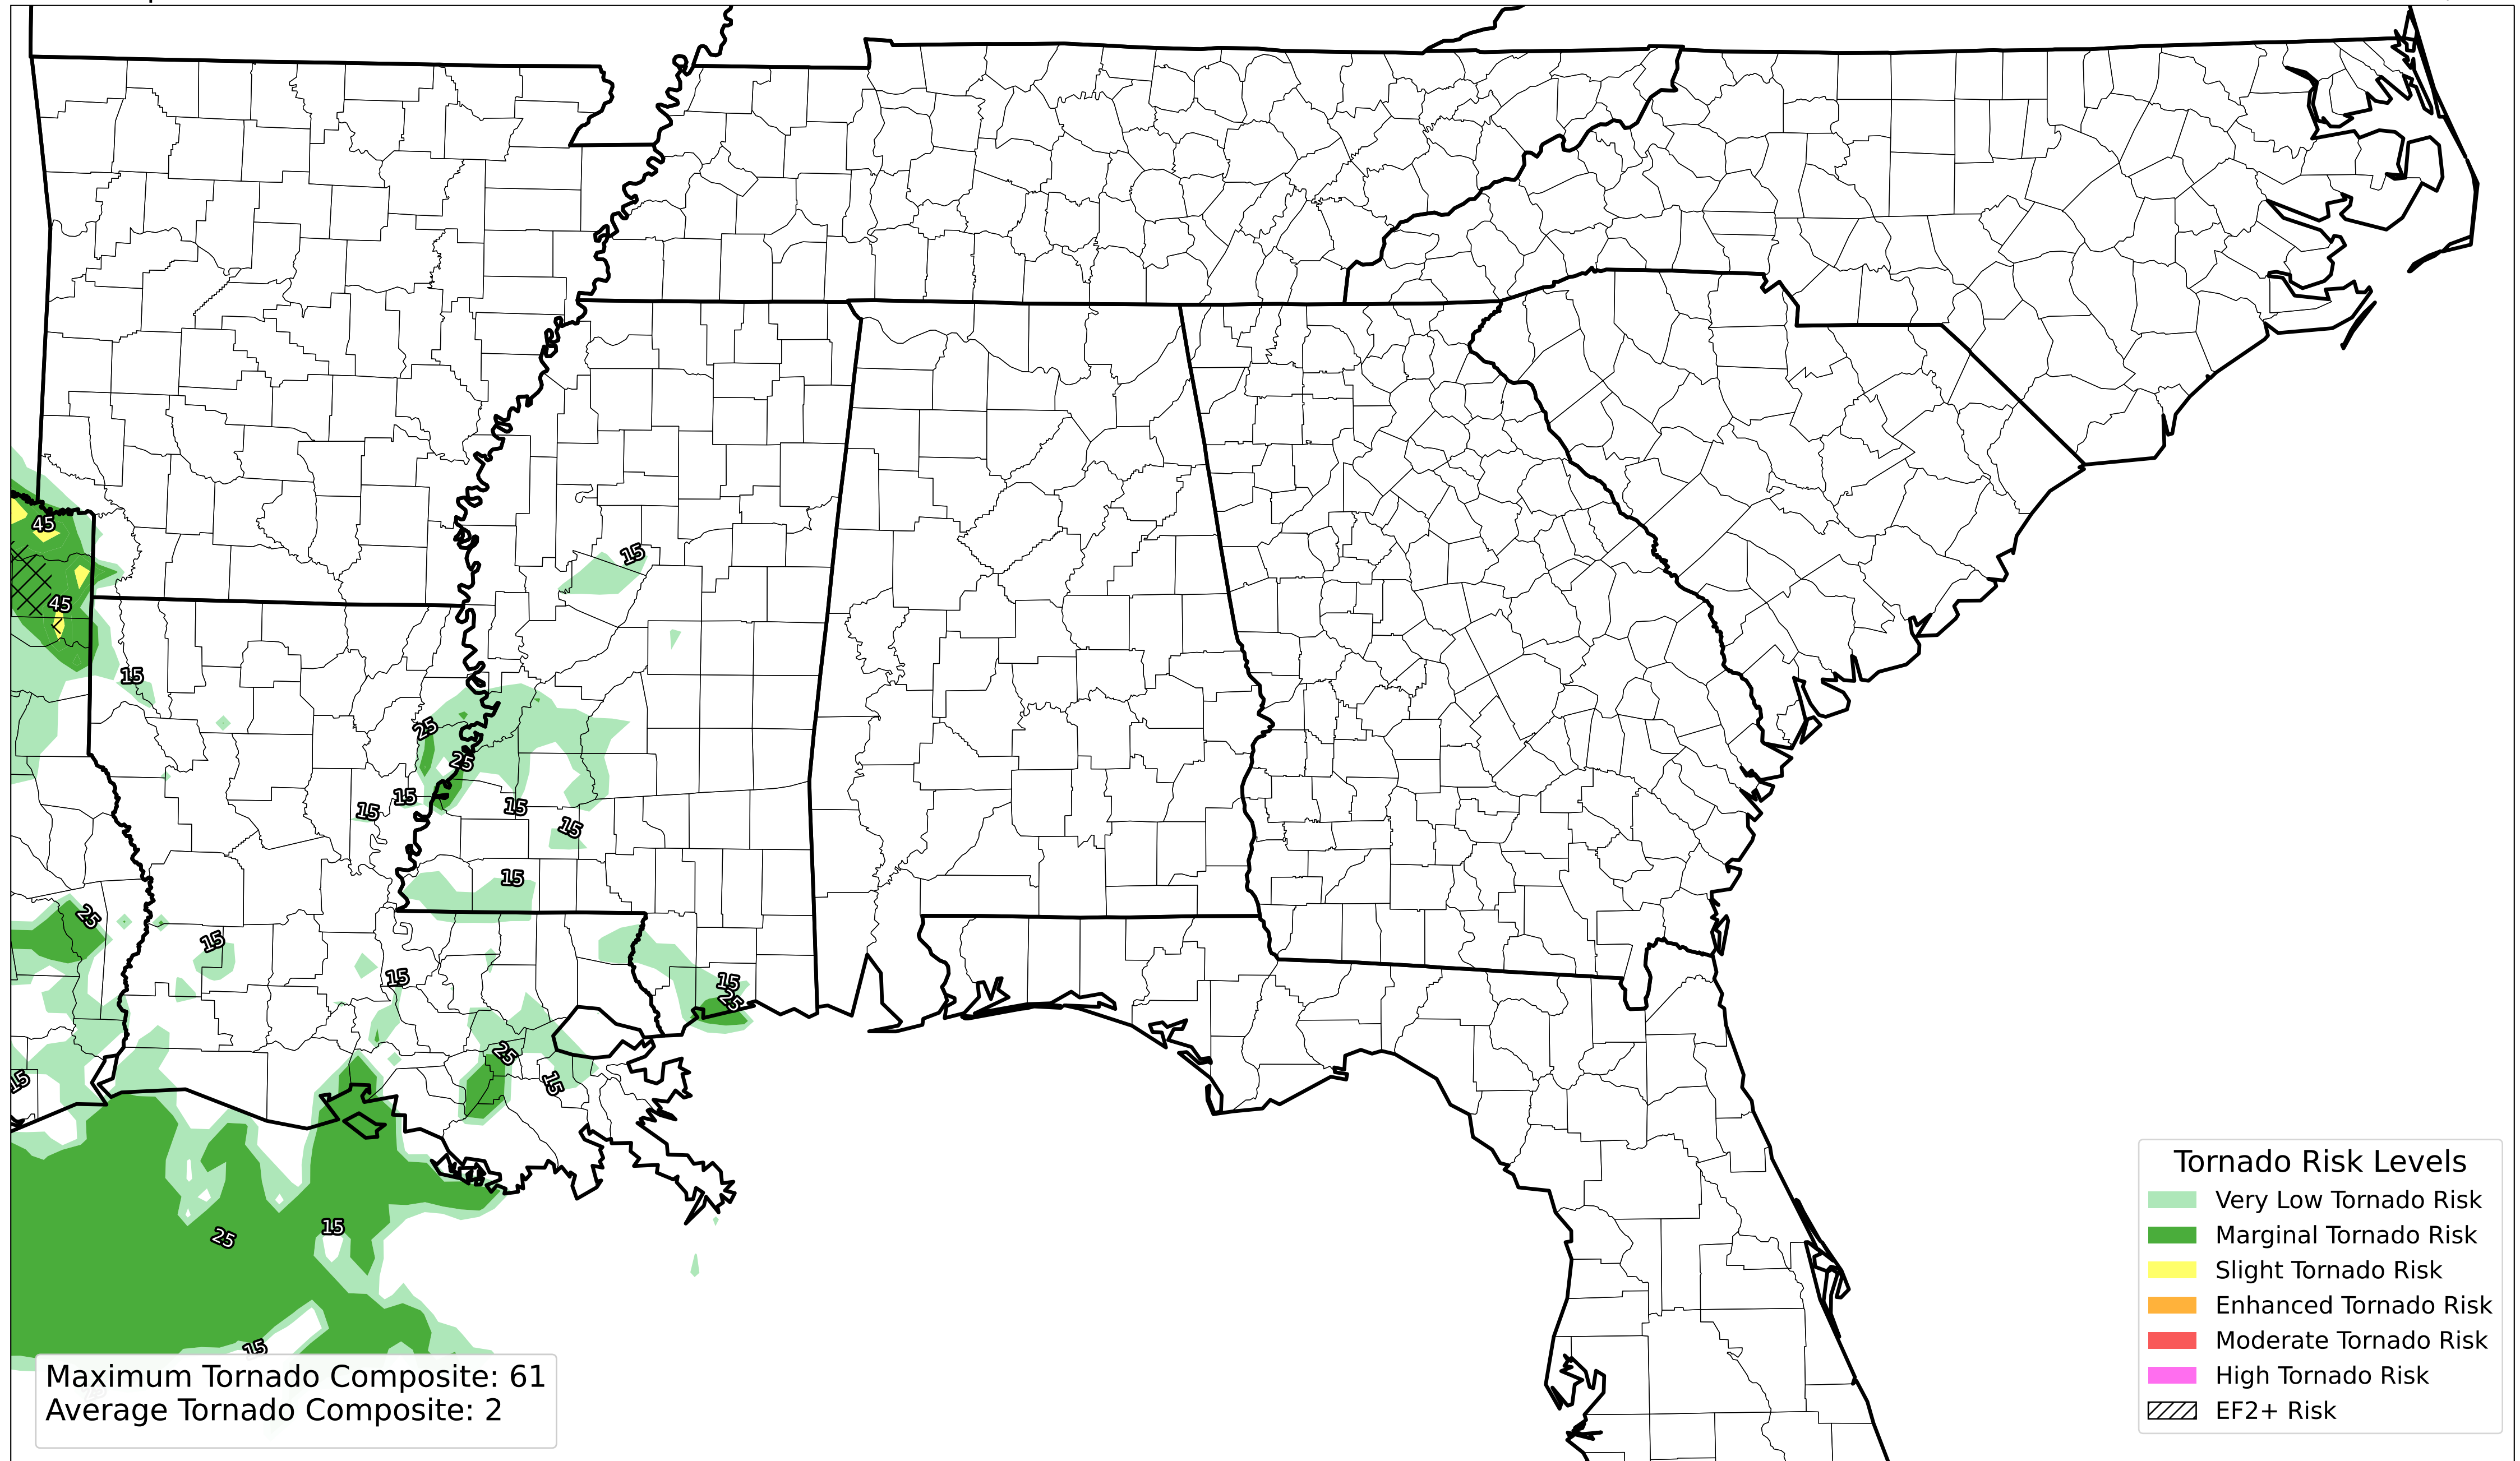 45
15
45
15
25
25
15
15
15
15
15
25
15
15
15
25
25
15
15
25
15
15
Tornado Risk Levels
Very Low Tornado Risk
Marginal Tornado Risk
Slight Tornado Risk
Enhanced Tornado Risk
Moderate Tornado Risk
High Tornado Risk
EF2+ Risk
Maximum Tornado Composite: 61
Average Tornado Composite: 2